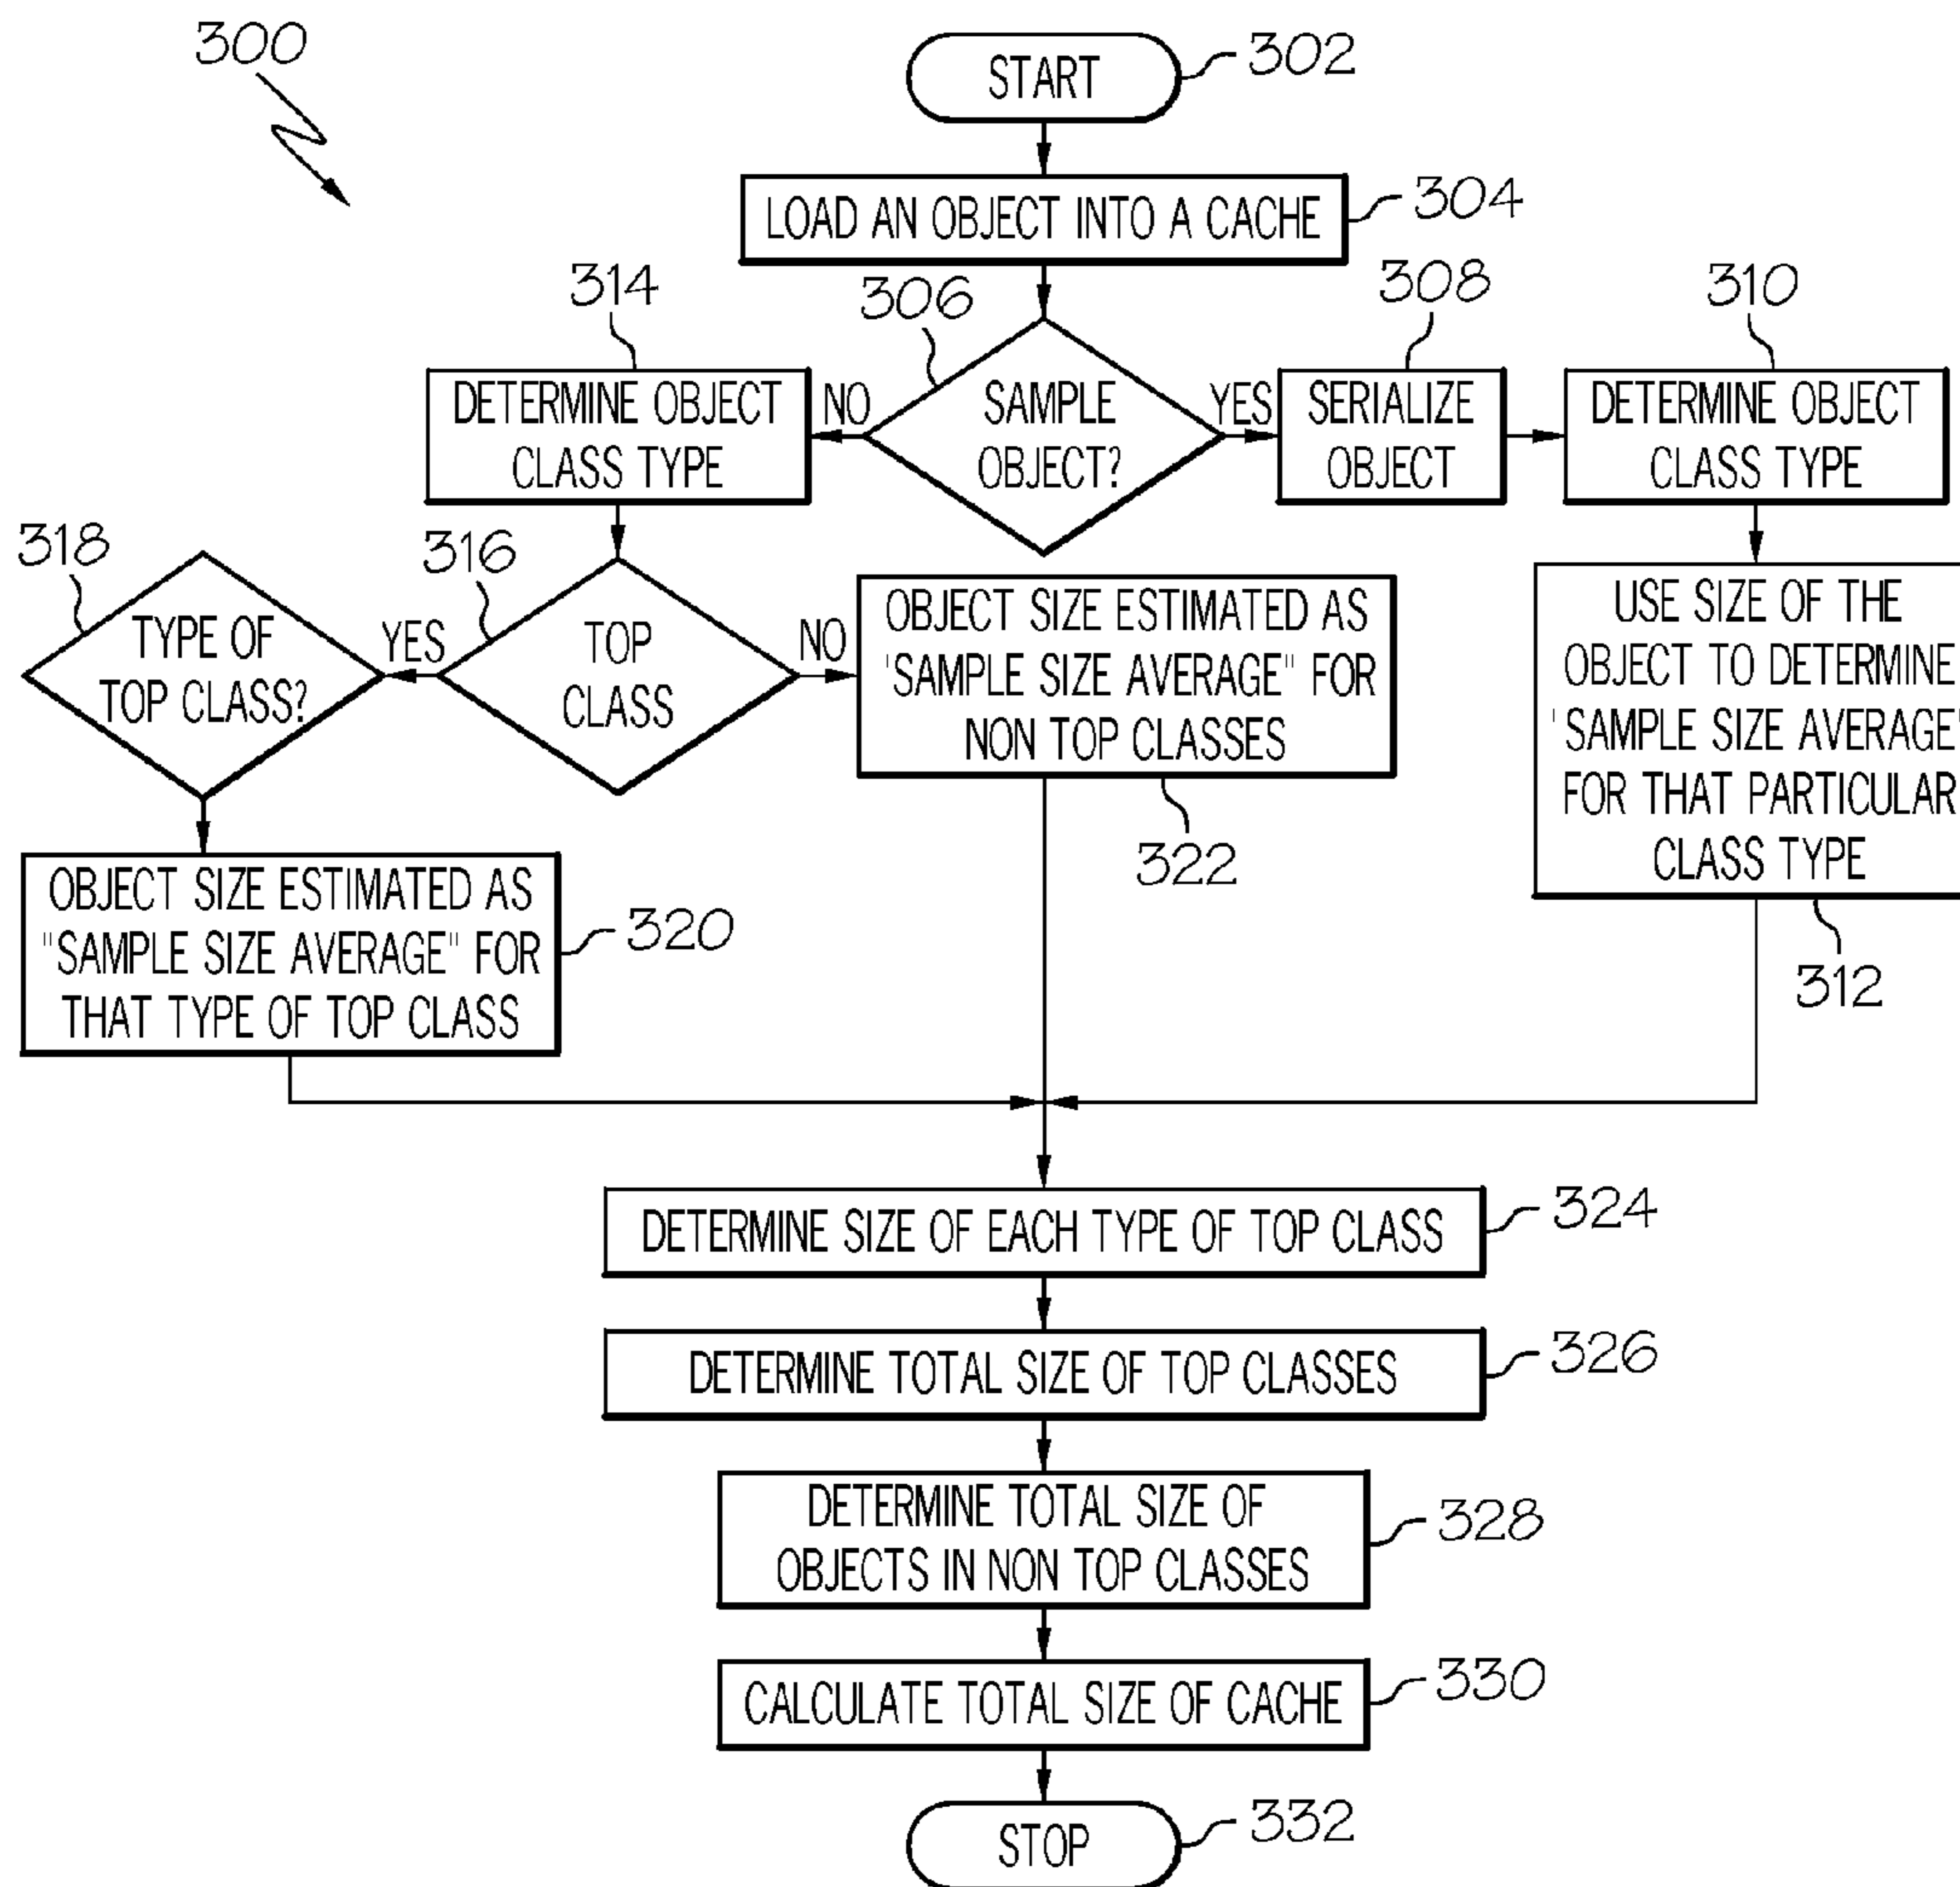 300
START
302
LOAD AN OBJECT INTO A CACHE
304
314
306
308
310
DETERMINE OBJECT
CLASS TYPE
NO
SAMPLE
OBJECT?
YES
SERIALIZE
OBJECT
DETERMINE OBJECT
CLASS TYPE
318
316
TYPE OF
TOP CLASS?
YES
TOP
CLASS
NO
OBJECT SIZE ESTIMATED AS
'SAMPLE SIZE AVERAGE" FOR
NON TOP CLASSES
322
USE SIZE OF THE
OBJECT TO DETERMINE
'SAMPLE SIZE AVERAGE"
FOR THAT PARTICULAR
CLASS TYPE
312
OBJECT SIZE ESTIMATED AS
"SAMPLE SIZE AVERAGE" FOR
THAT TYPE OF TOP CLASS
320
DETERMINE SIZE OF EACH TYPE OF TOP CLASS
324
DETERMINE TOTAL SIZE OF TOP CLASSES
326
DETERMINE TOTAL SIZE OF
OBJECTS IN NON TOP CLASSES
328
CALCULATE TOTAL SIZE OF CACHE
330
STOP
332